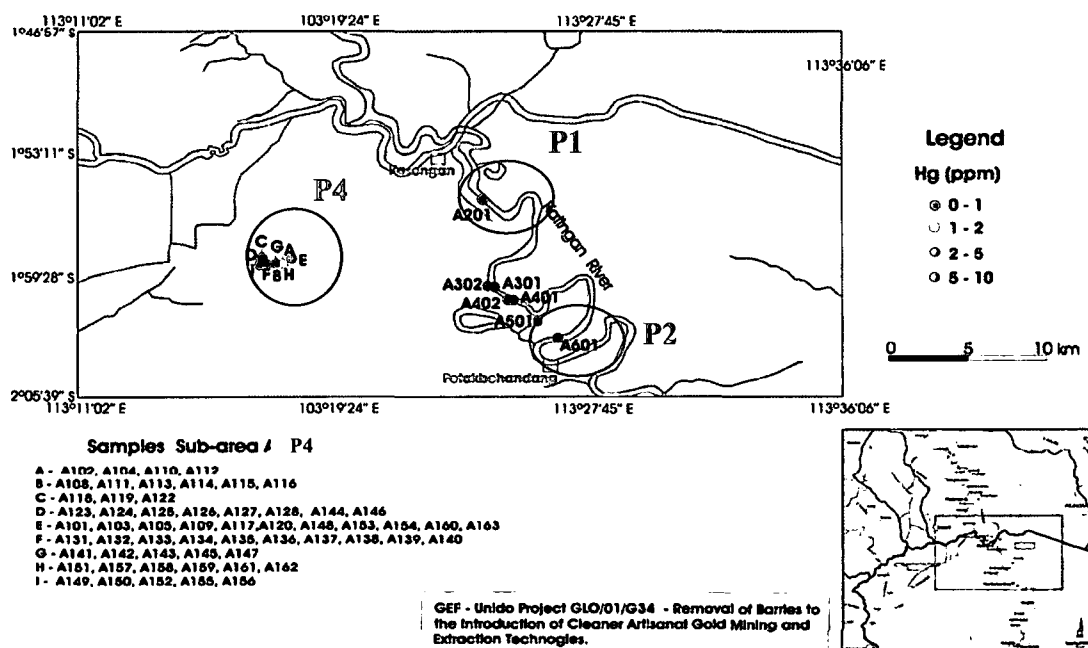 113°11'02" E 103°19'24" E 113°27'45" E
1°46'57" S
113°36'06" E
1°53'11" S
P1
Kasongan
P4
A201
Katingan River
C G A
D E
I F B H
1°59'28" S
A302 A301
A402 A401
A501
P2
A601
2°05'39" S
113°11'02" E 103°19'24" E 113°27'45" E 113°36'06" E
Legend
Hg (ppm)
0 - 1
1 - 2
2 - 5
5 - 10
0 5 10 km
Samples Sub-area A P4
A - A102, A104, A110, A112
B - A108, A111, A113, A114, A115, A116
C - A118, A119, A122
D - A123, A124, A125, A126, A127, A128, A144, A146
E - A101, A103, A105, A109, A117,A120, A148, A153, A154, A160, A163
F - A131, A132, A133, A134, A135, A136, A137, A138, A139, A140
G - A141, A142, A143, A145, A147
H - A151, A157, A158, A159, A161, A162
I - A149, A150, A152, A155, A156
GEF - Unido Project GLO/01/G34 - Removal of Barries to
the Introduction of Cleaner Artisanal Gold Mining and
Extraction Technogies.